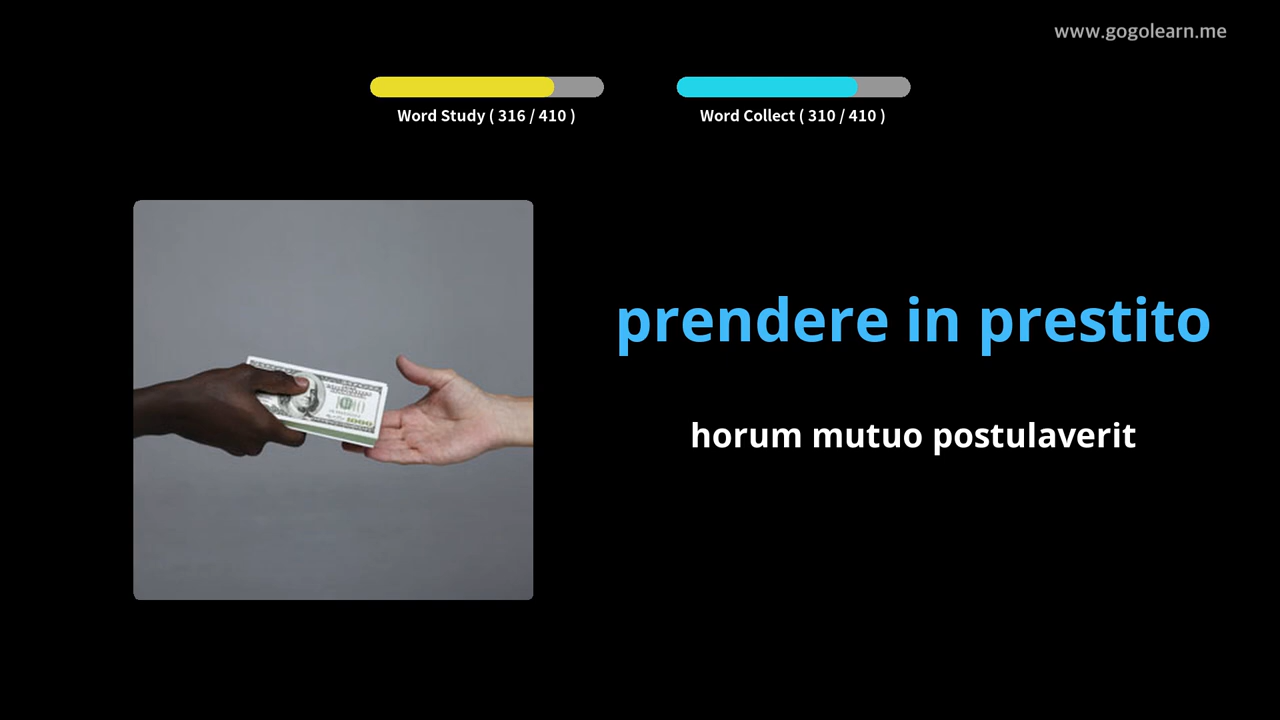 www.gogolearn.me
Word Study ( 316 / 410 )
Word Collect ( 310 / 410 )
prendere in prestito
horum mutuo postulaverit